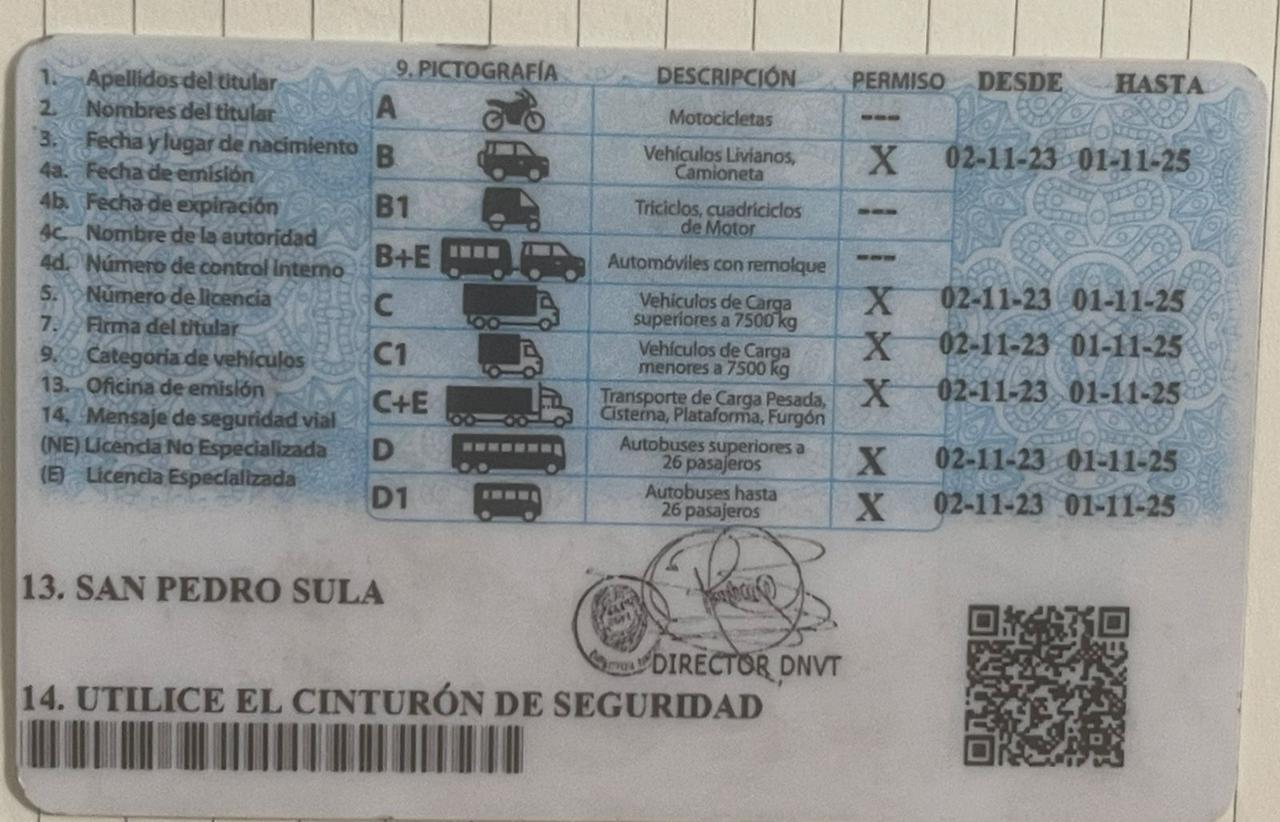 1. Apellidos del titular
2. Nombres del titular
3. Fecha y lugar de nacimiento
4a. Fecha de emisión
4b. Fecha de expiración
4c. Nombre de la autoridad
4d. Número de control Interno
5. Número de licencia
7. Firma del titular
9. Categoría de vehículos
13. Oficina de emisión
14. Mensaje de seguridad vial
(NE) Licencia No Especializada
(E) Licencia Especializada
9. PICTOGRAFÍA DESCRIPCIÓN PERMISO DESDE HASTA
A Motocicletas ---
B Vehículos Livianos, X 02-11-23 01-11-25
Camioneta
B1 Triciclos, cuadriciclos ---
de Motor
B+E Automóviles con remolque ---
C Vehículos de Carga X 02-11-23 01-11-25
superiores a 7500 kg
C1 Vehículos de Carga X 02-11-23 01-11-25
menores a 7500 kg
C+E Transporte de Carga Pesada, X 02-11-23 01-11-25
Cisterna, Plataforma, Furgón
D Autobuses superiores a X 02-11-23 01-11-25
26 pasajeros
D1 Autobuses hasta X 02-11-23 01-11-25
26 pasajeros
13. SAN PEDRO SULA
DIRECTOR DNVT
14. UTILICE EL CINTURÓN DE SEGURIDAD